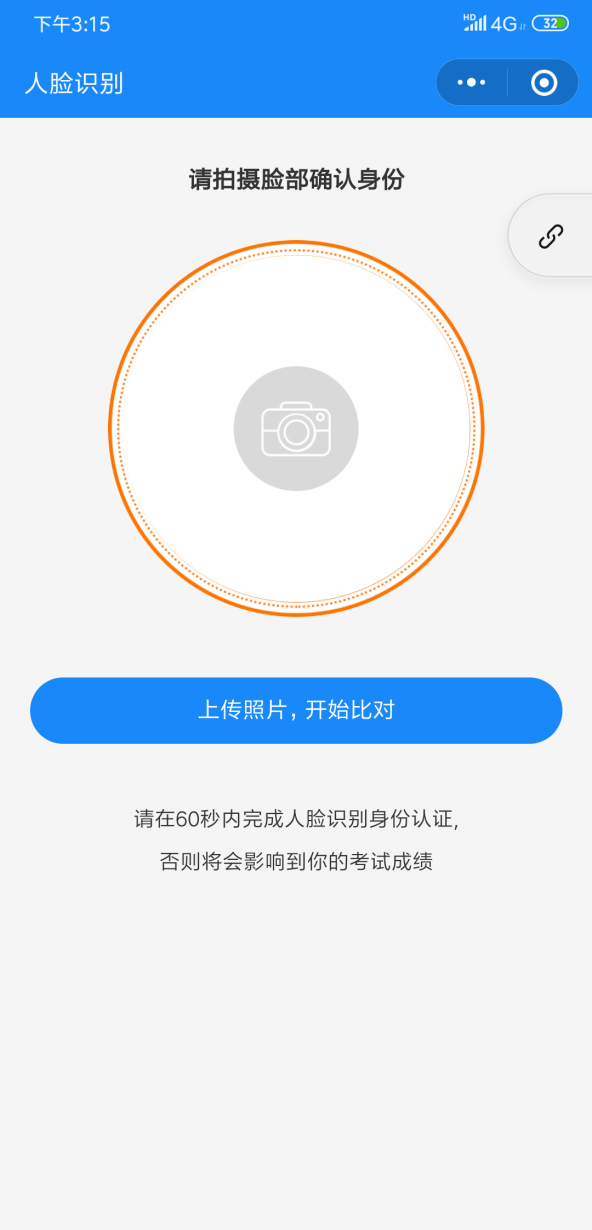 下午3:15
HD 4G 32
人脸识别
请拍摄脸部确认身份
上传照片，开始比对
请在60秒内完成人脸识别身份认证,
否则将会影响到你的考试成绩